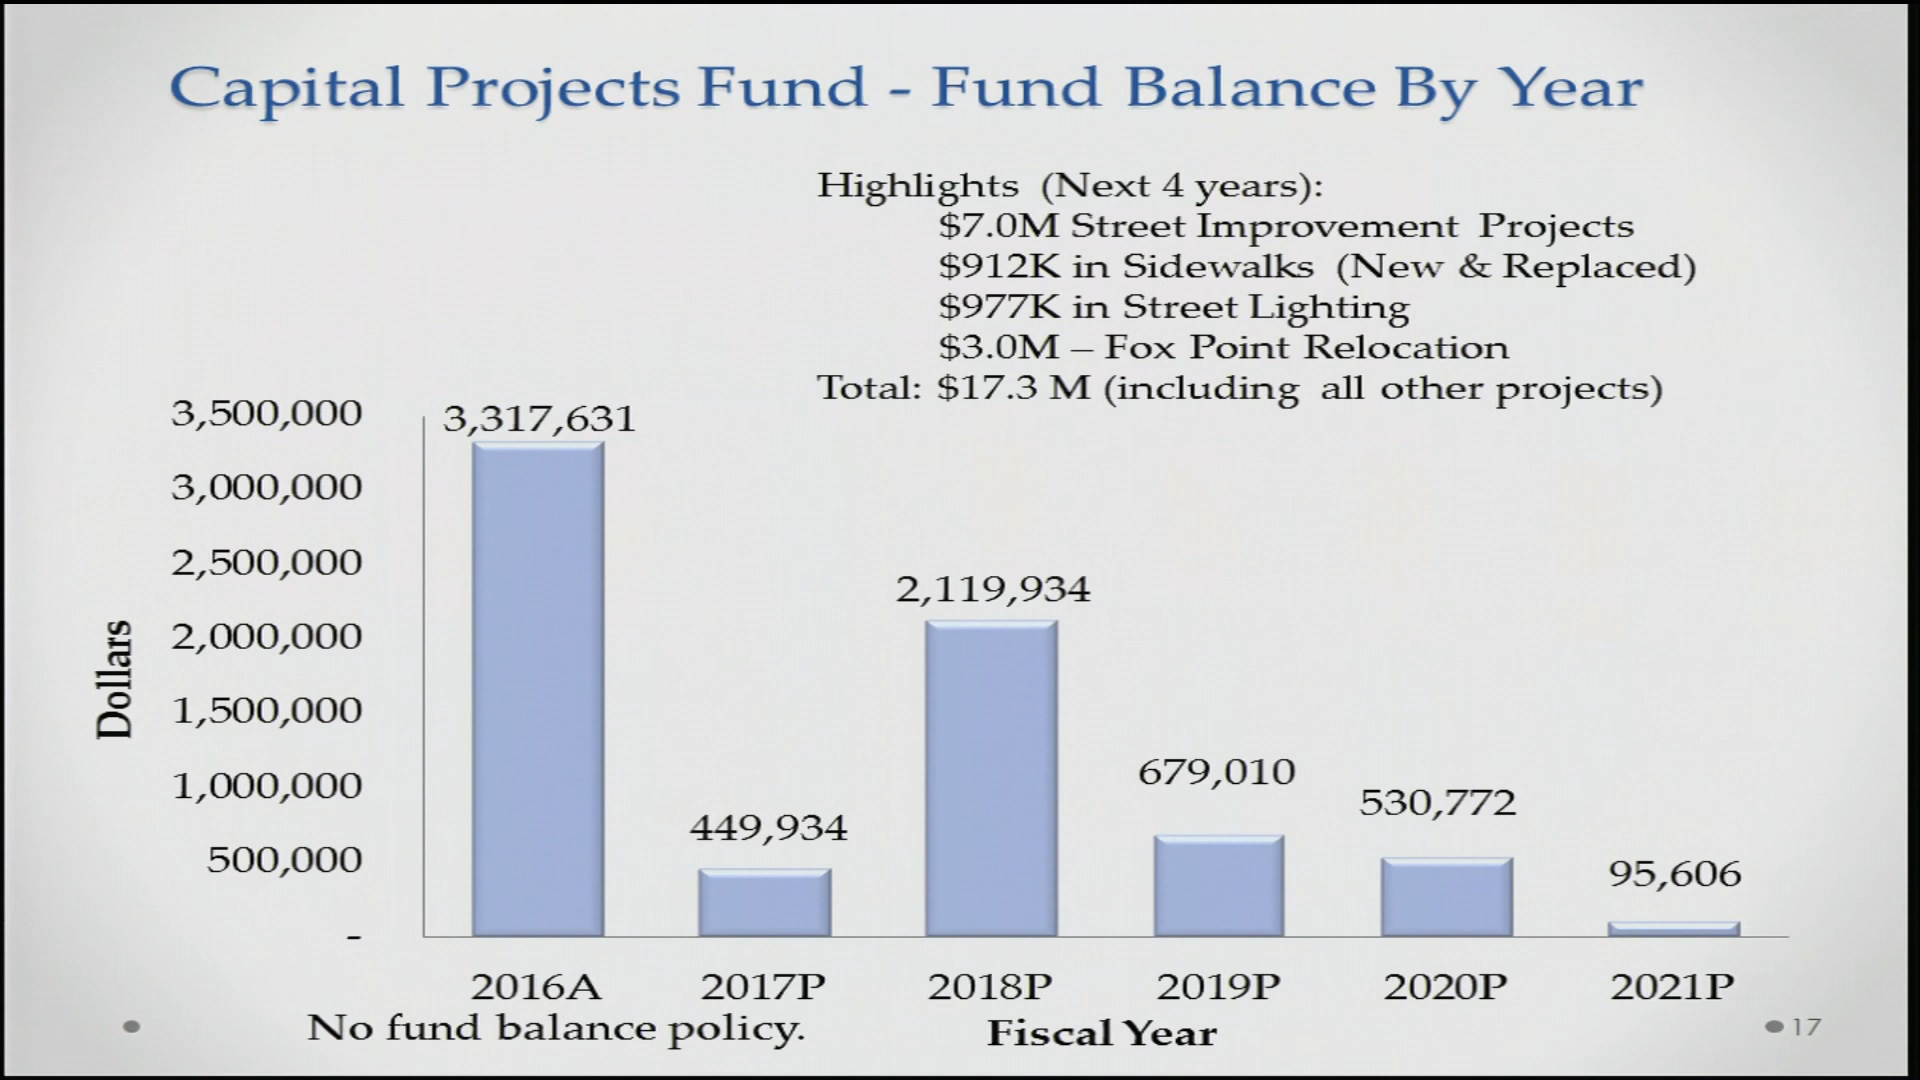 Capital Projects Fund - Fund Balance By Year
Highlights (Next 4 years):
$7.0M Street Improvement Projects
$912K in Sidewalks (New & Replaced)
$977K in Street Lighting
$3.0M – Fox Point Relocation
Total: $17.3 M (including all other projects)
Dollars
3,500,000
3,000,000
2,500,000
2,000,000
1,500,000
1,000,000
500,000
-
3,317,631
449,934
2,119,934
679,010
530,772
95,606
2016A 2017P 2018P 2019P 2020P 2021P
No fund balance policy.
Fiscal Year
17